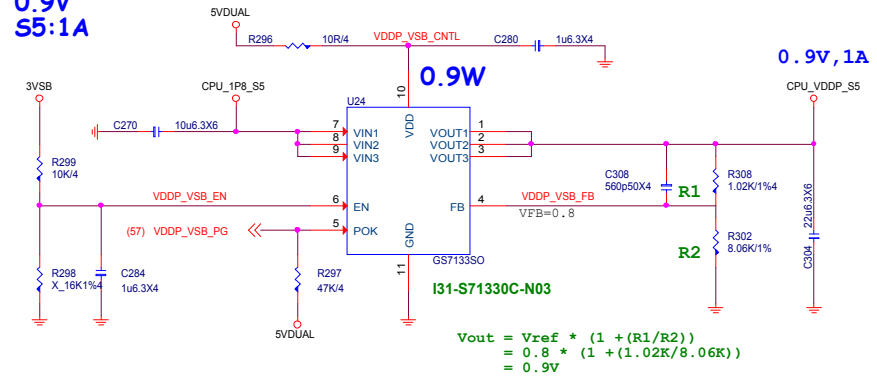 0.9V
S5:1A
5VDUAL
R296
10R/4
VDDP_VSB_CNTL
C280
1u6.3X4
0.9V,1A
3VSB
CPU_1P8_S5
0.9W
CPU_VDDP_S5
U24
10
C270
10u6.3X6
7
8
9
VIN1
VIN2
VIN3
VDD
VOUT1
VOUT2
VOUT3
1
2
3
R299
10K/4
C308
560p50X4
R1
R308
1.02K/1%4
22u6.3X6
C304
VDDP_VSB_EN
6
EN
FB
4
VDDP_VSB_FB
VFB=0.8
(57) VDDP_VSB_PG
5
POK
GND
R2
R302
8.06K/1%
GS7133SO
11
R298
X_16K1%4
C284
1u6.3X4
R297
47K/4
I31-S71330C-N03
5VDUAL
Vout = Vref * (1 +(R1/R2))
= 0.8 * (1 +(1.02K/8.06K))
= 0.9V